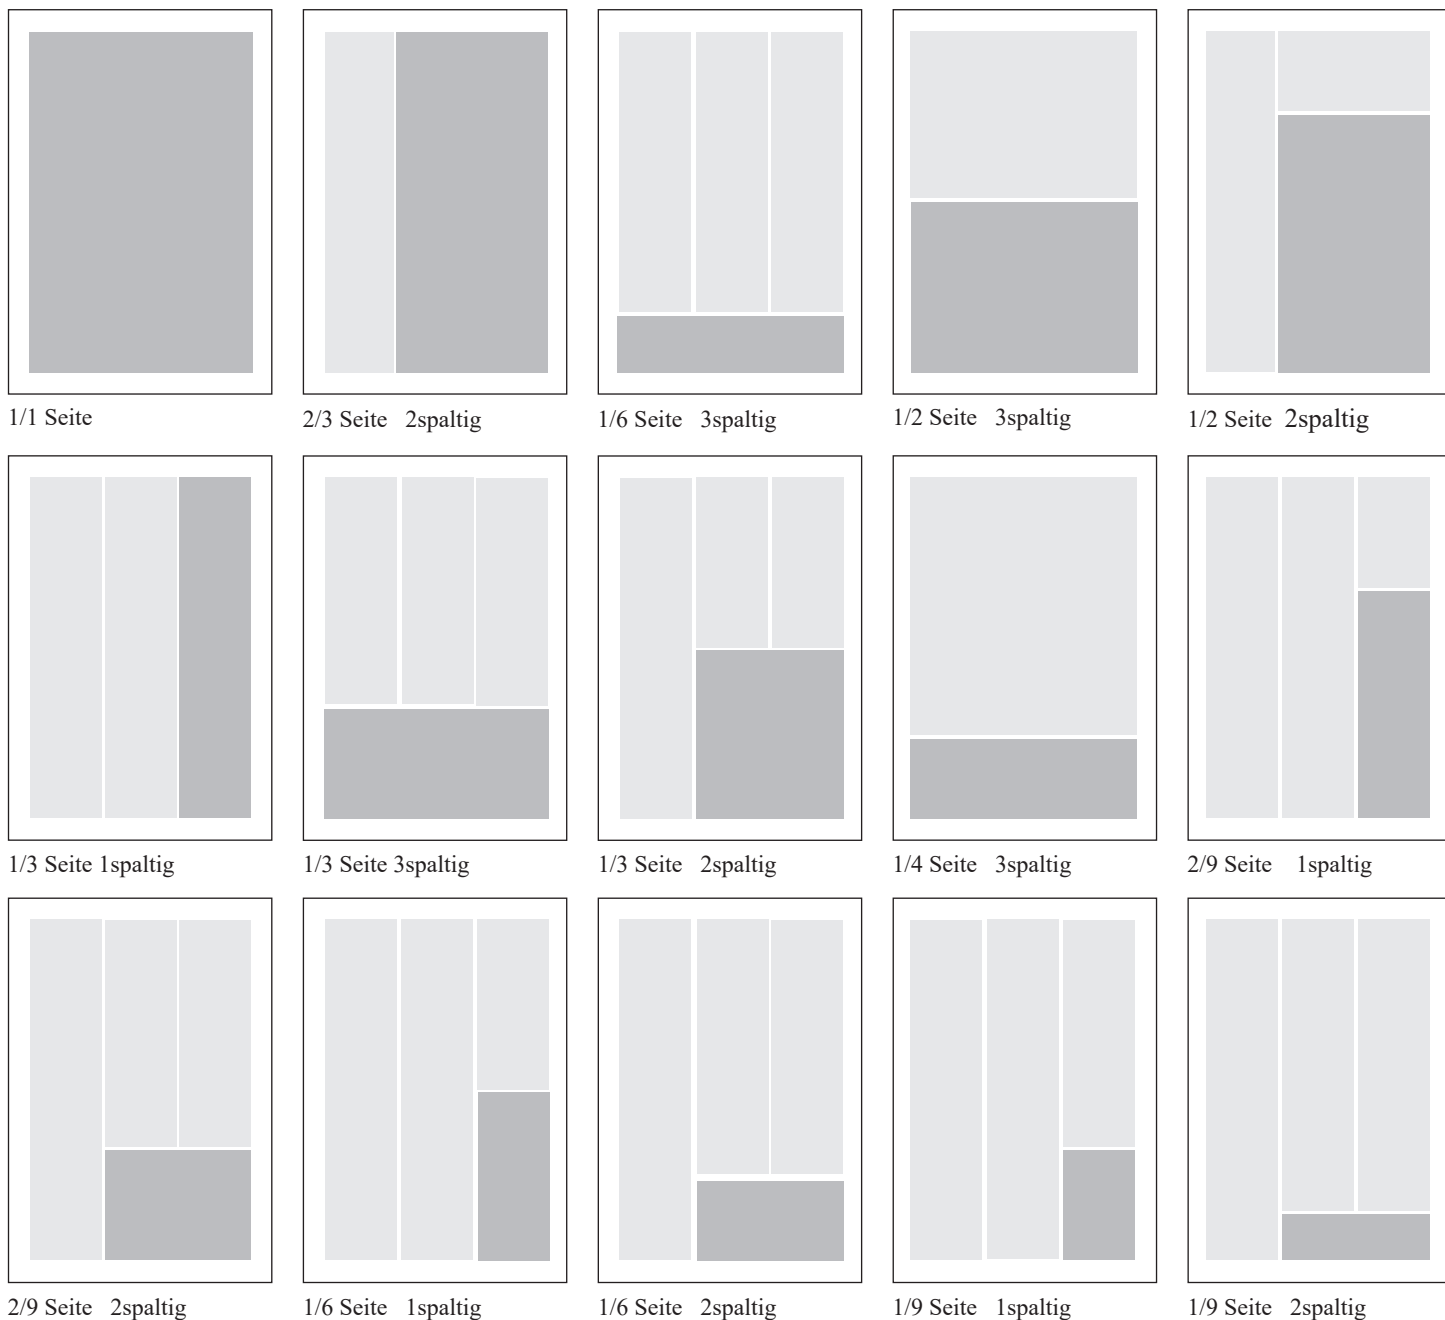 1/1 Seite
2/3 Seite 2spaltig
1/6 Seite 3spaltig
1/2 Seite 3spaltig
1/2 Seite 2spaltig
1/3 Seite 1spaltig
1/3 Seite 3spaltig
1/3 Seite 2spaltig
1/4 Seite 3spaltig
2/9 Seite 1spaltig
2/9 Seite 2spaltig
1/6 Seite 1spaltig
1/6 Seite 2spaltig
1/9 Seite 1spaltig
1/9 Seite 2spaltig